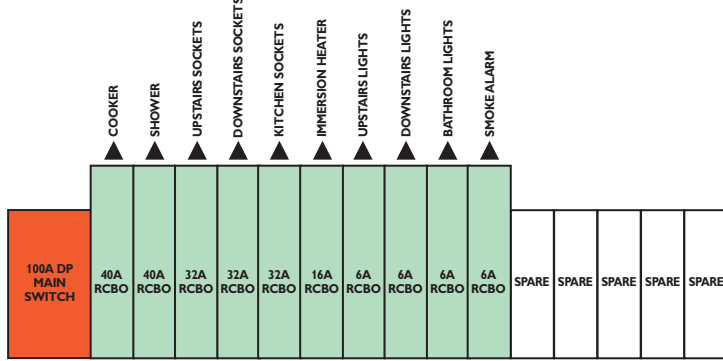 COOKER
SHOWER
UPSTAIRS SOCKETS
DOWNSTAIRS SOCKETS
KITCHEN SOCKETS
IMMERSION HEATER
UPSTAIRS LIGHTS
DOWNSTAIRS LIGHTS
BATHROOM LIGHTS
SMOKE ALARM
100A DP
MAIN
SWITCH
40A
RCBO
40A
RCBO
32A
RCBO
32A
RCBO
32A
RCBO
16A
RCBO
6A
RCBO
6A
RCBO
6A
RCBO
6A
RCBO
SPARE
SPARE
SPARE
SPARE
SPARE